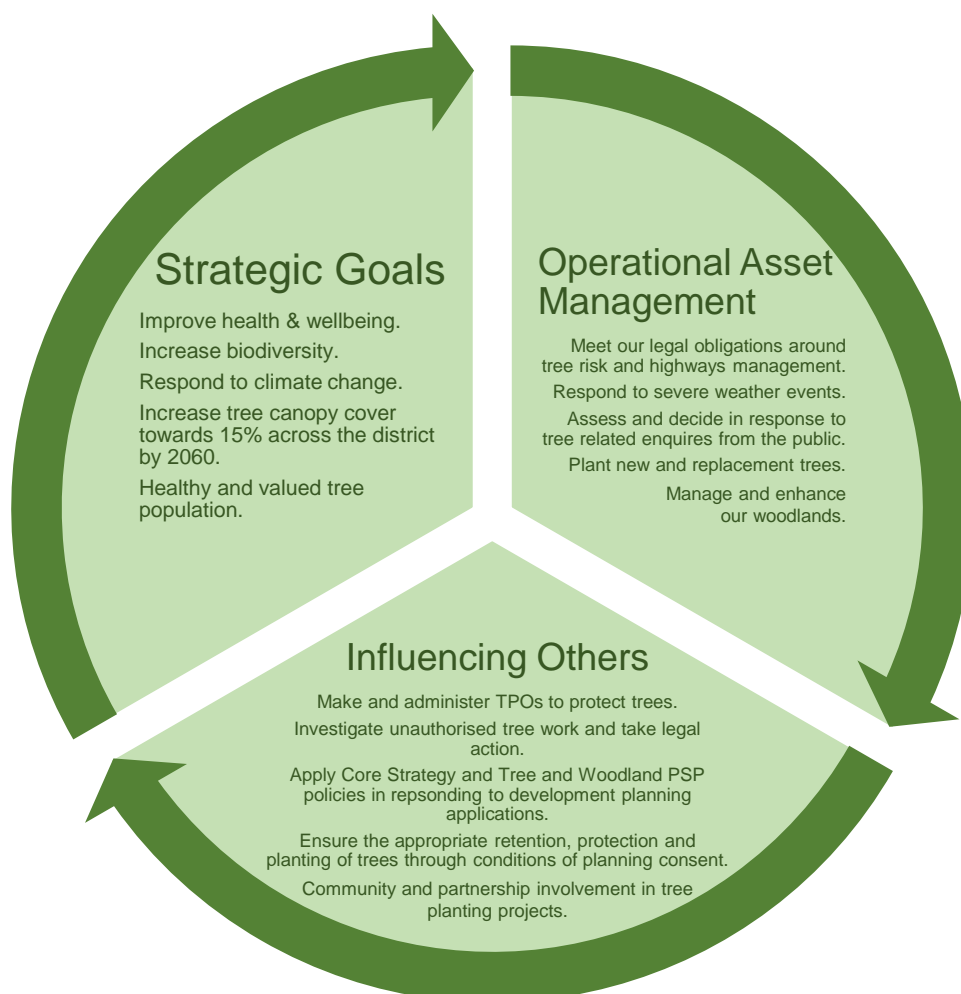 Strategic Goals
Improve health & wellbeing.
Increase biodiversity.
Respond to climate change.
Increase tree canopy cover
towards 15% across the district
by 2060.
Healthy and valued tree
population.
Operational Asset
Management
Meet our legal obligations around
tree risk and highways management.
Respond to severe weather events.
Assess and decide in response to
tree related enquires from the public.
Plant new and replacement trees.
Manage and enhance
our woodlands.
Influencing Others
Make and administer TPOs to protect trees.
Investigate unauthorised tree work and take legal
action.
Apply Core Strategy and Tree and Woodland PSP
policies in repsonding to development planning
applications.
Ensure the appropriate retention, protection and
planting of trees through conditions of planning consent.
Community and partnership involvement in tree
planting projects.